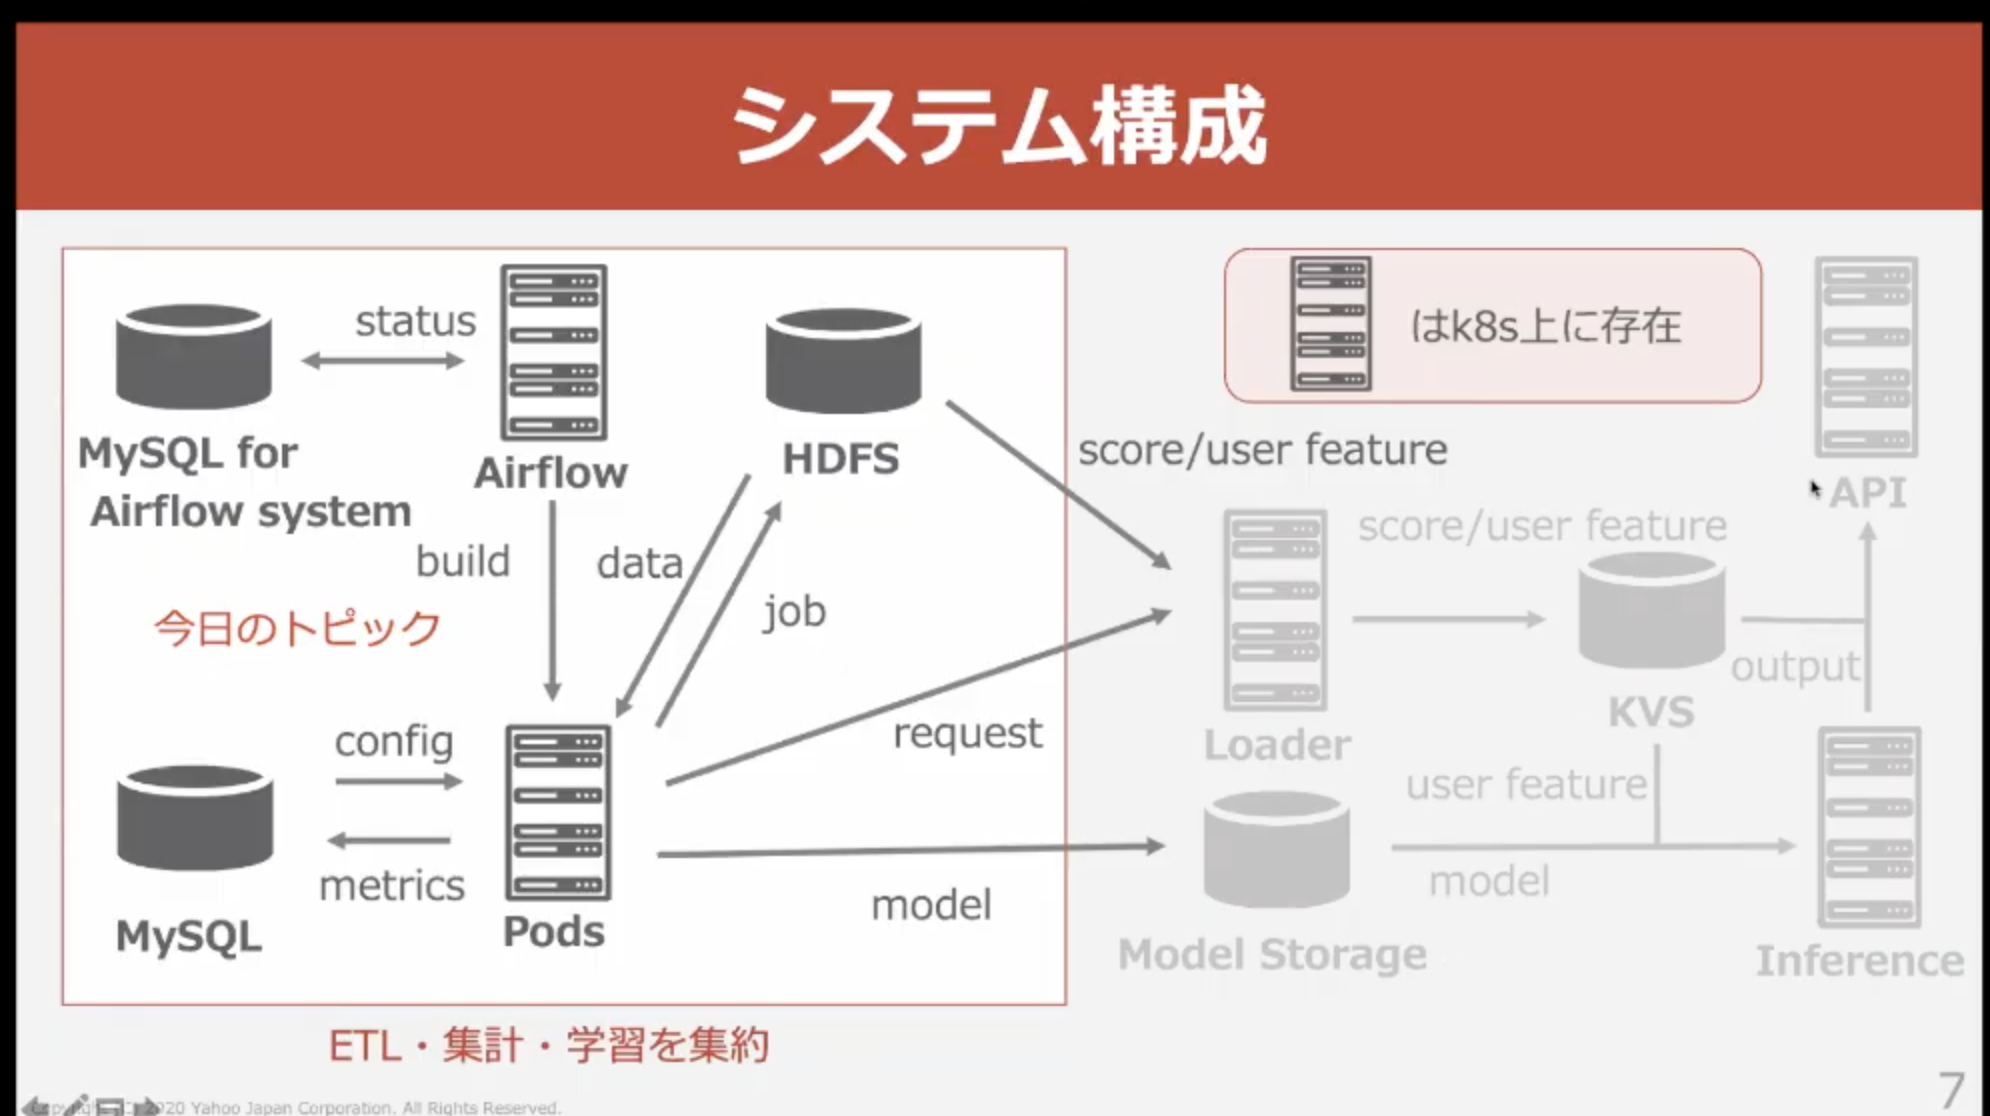 システム構成
status
MySQL for
Airflow system
Airflow
HDFS
はk8s上に存在
score/user feature
API
score/user feature
build
data
job
今日のトピック
output
KVS
Loader
config
request
user feature
metrics
model
model
MySQL
Pods
Model Storage
Inference
ETL・集計・学習を集約
7
2020 Yahoo Japan Corporation. All Rights Reserved.